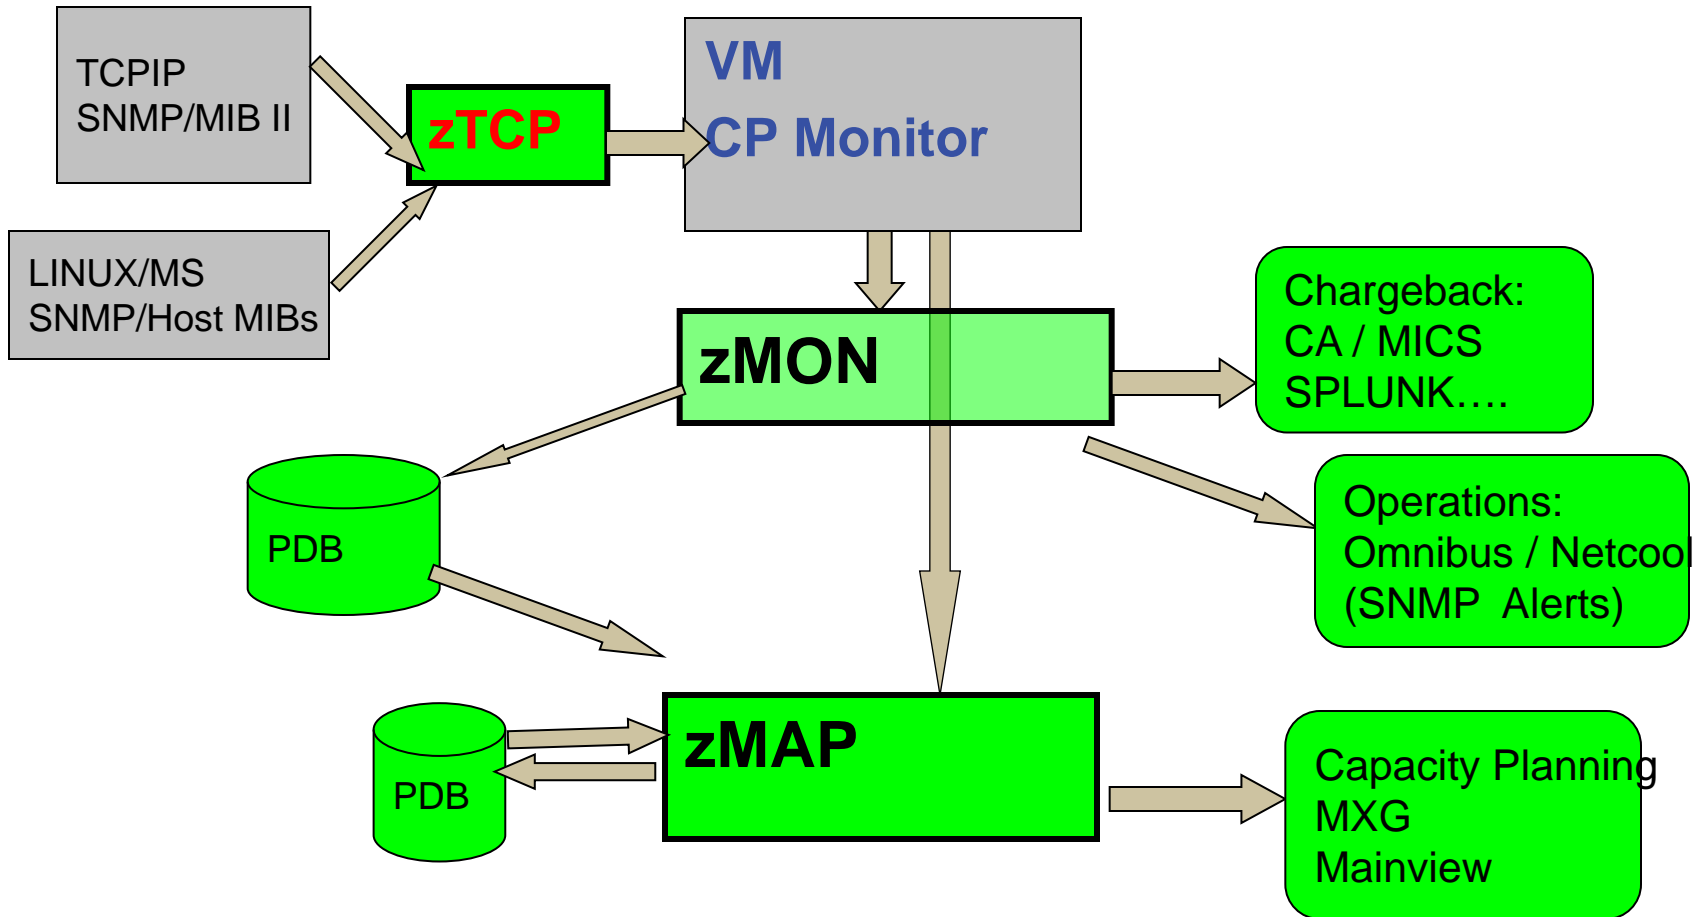 TCPIP
SNMP/MIB II
zTCP
VM
CP Monitor
LINUX/MS
SNMP/Host MIBs
Chargeback:
CA / MICS
SPLUNK....
zMON
Operations:
Omnibus / Netcool
(SNMP Alerts)
PDB
zMAP
PDB
Capacity Planning
MXG
Mainview